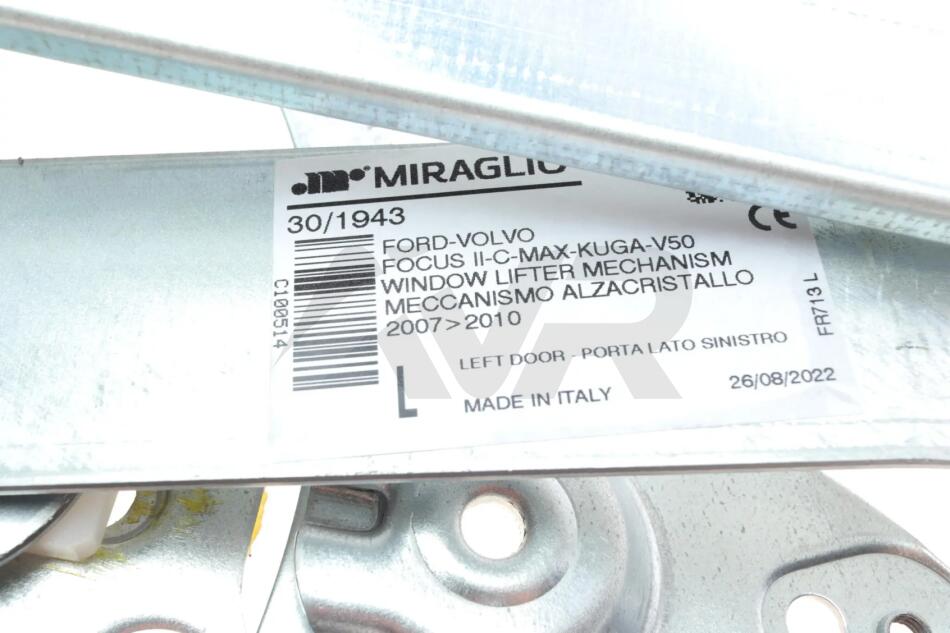 MIRAGLIO
30/1943
CE
FORD-VOLVO
FOCUS II-C-MAX-KUGA-V50
WINDOW LIFTER MECHANISM
MECCANISMO ALZACRISTALLO
2007>2010
C100514
FR713 L
LEFT DOOR - PORTA LATO SINISTRO
L
MADE IN ITALY
26/08/2022